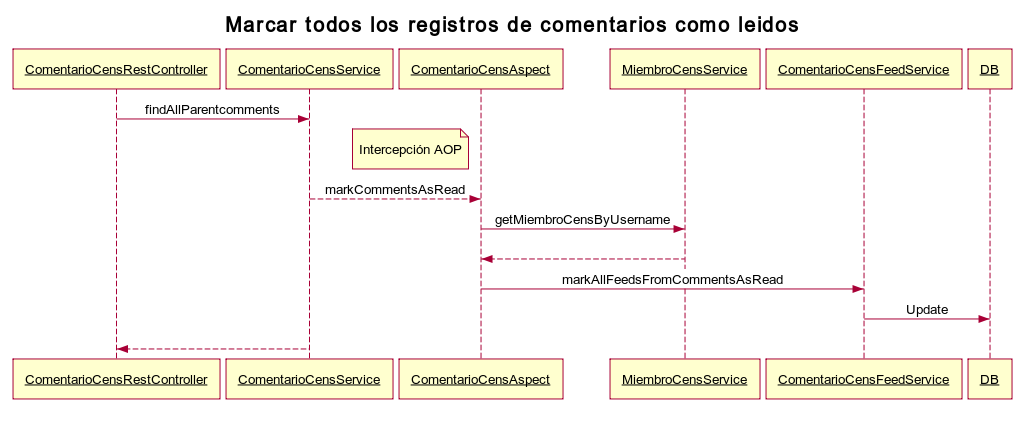 Marcar todos los registros de comentarios como leidos
ComentarioCensRestController ComentarioCensService ComentarioCensAspect MiembroCensService ComentarioCensFeedService DB
findAllParentcomments
Intercepción AOP
markCommentsAsRead
getMiembroCensByUsername
markAllFeedsFromCommentsAsRead
Update
ComentarioCensRestController ComentarioCensService ComentarioCensAspect MiembroCensService ComentarioCensFeedService DB